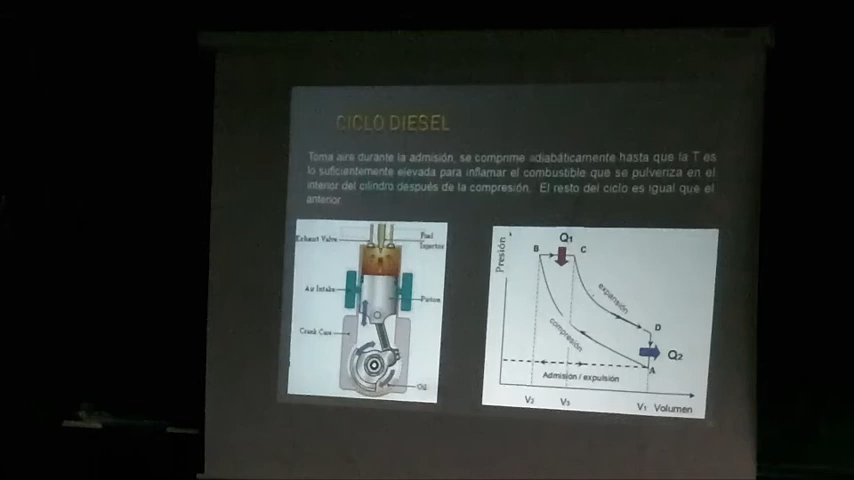 CICLO DIESEL
Toma aire durante la admisión, se comprime adiabáticamente hasta que la T es
lo suficientemente elevada para inflamar el combustible que se pulveriza en el
interior del cilindro después de la compresión. El resto del ciclo es igual que el
anterior.
Exhaust Valve
Fuel
Injector
Air Intake
Piston
Crank Case
Oil
Presión
B
Q1
C
expansión
compresión
D
Q2
A
Admisión / expulsión
V2
V3
V1
Volumen